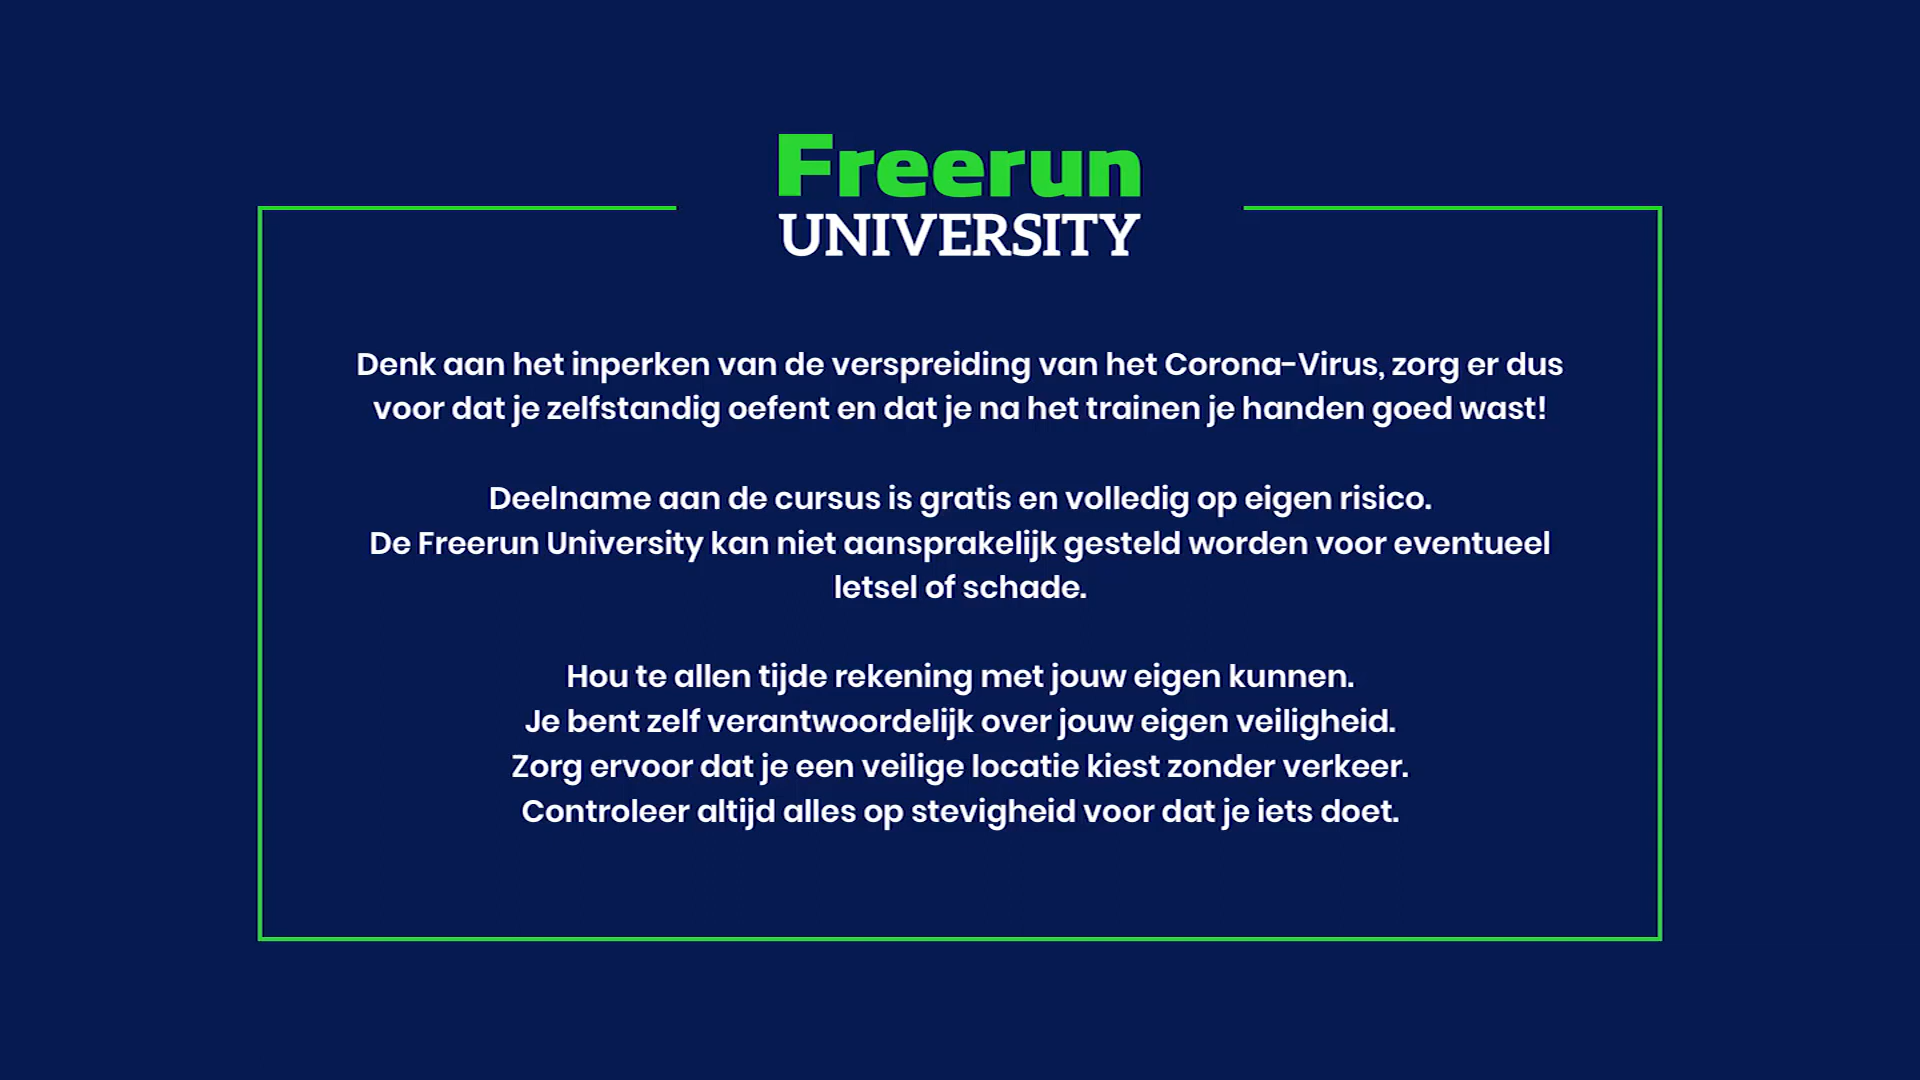 Freerun
UNIVERSITY
Denk aan het inperken van de verspreiding van het Corona-Virus, zorg er dus
voor dat je zelfstandig oefent en dat je na het trainen je handen goed wast!
Deelname aan de cursus is gratis en volledig op eigen risico.
De Freerun University kan niet aansprakelijk gesteld worden voor eventueel
letsel of schade.
Hou te allen tijde rekening met jouw eigen kunnen.
Je bent zelf verantwoordelijk over jouw eigen veiligheid.
Zorg ervoor dat je een veilige locatie kiest zonder verkeer.
Controleer altijd alles op stevigheid voor dat je iets doet.